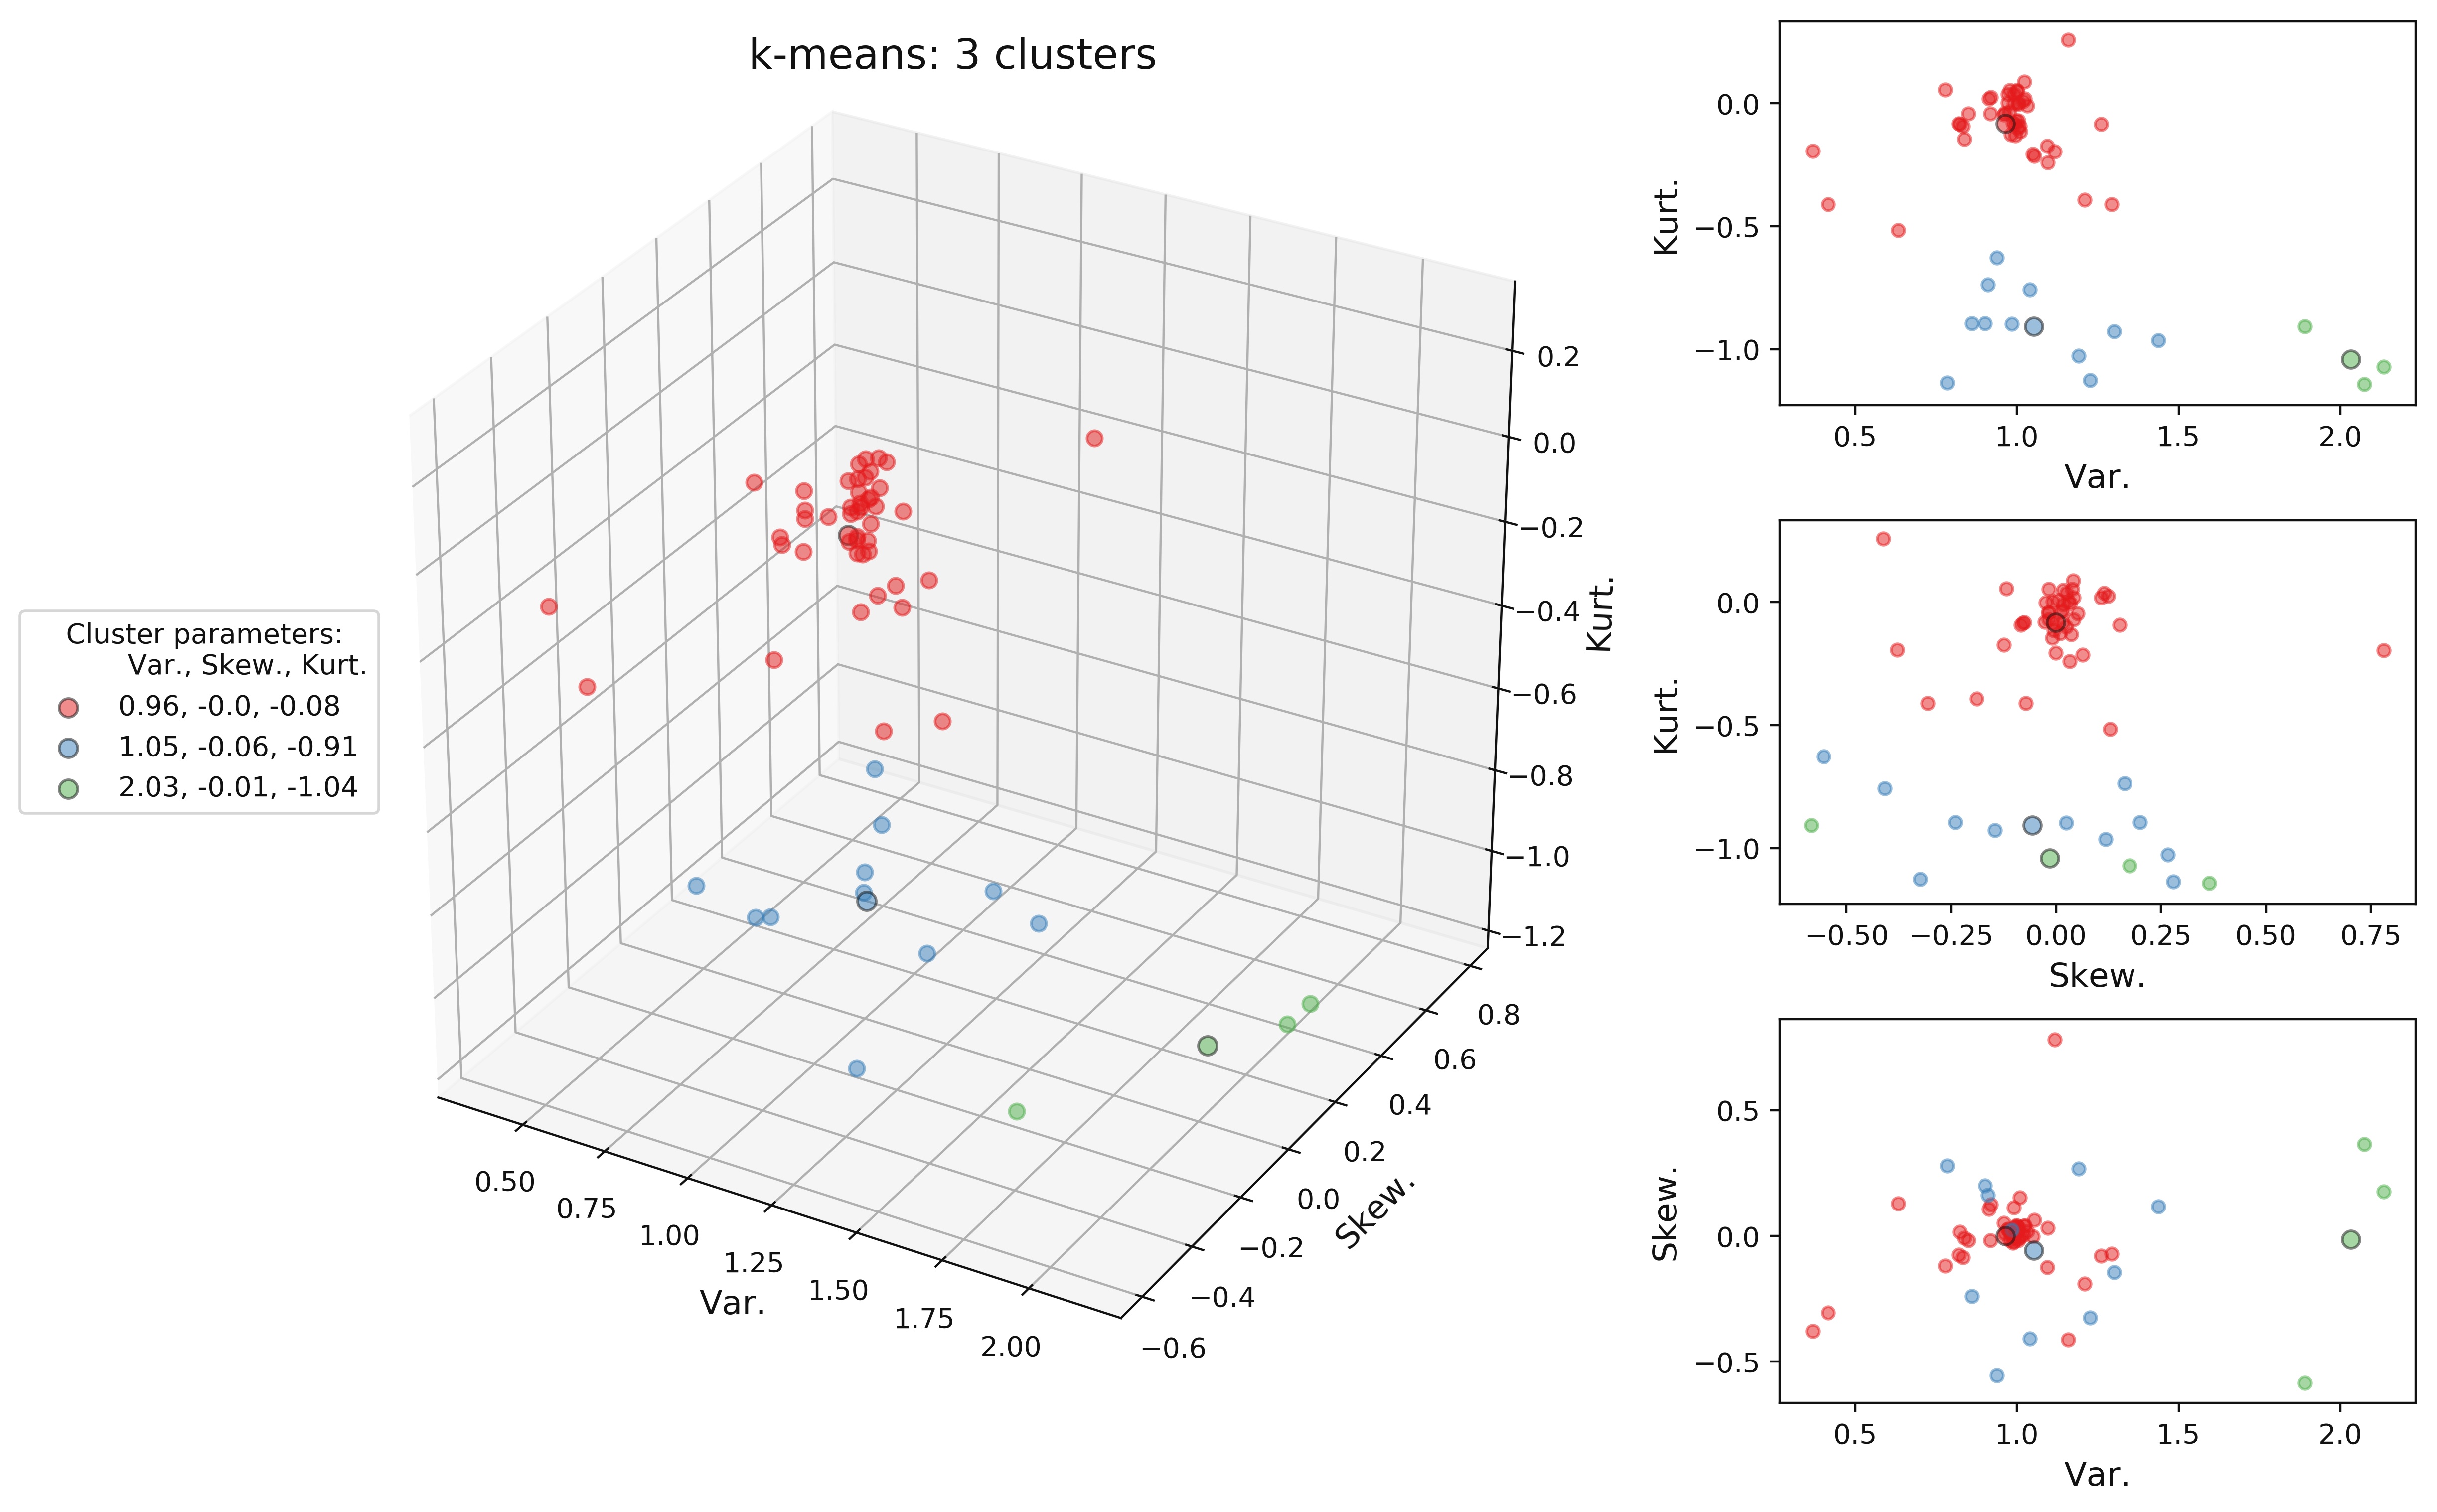 k-means: 3 clusters
Cluster parameters:
Var., Skew., Kurt.
0.96, -0.0, -0.08
1.05, -0.06, -0.91
2.03, -0.01, -1.04
0.50
0.75
1.00
1.25
1.50
1.75
2.00
Var.
−0.6
−0.4
−0.2
0.0
0.2
0.4
0.6
0.8
Skew.
0.2
0.0
−0.2
−0.4
−0.6
−0.8
−1.0
−1.2
Kurt.
0.0
−0.5
−1.0
Kurt.
0.5 1.0 1.5 2.0
Var.
0.0
−0.5
−1.0
Kurt.
−0.50 −0.25 0.00 0.25 0.50 0.75
Skew.
0.5
0.0
−0.5
Skew.
0.5 1.0 1.5 2.0
Var.